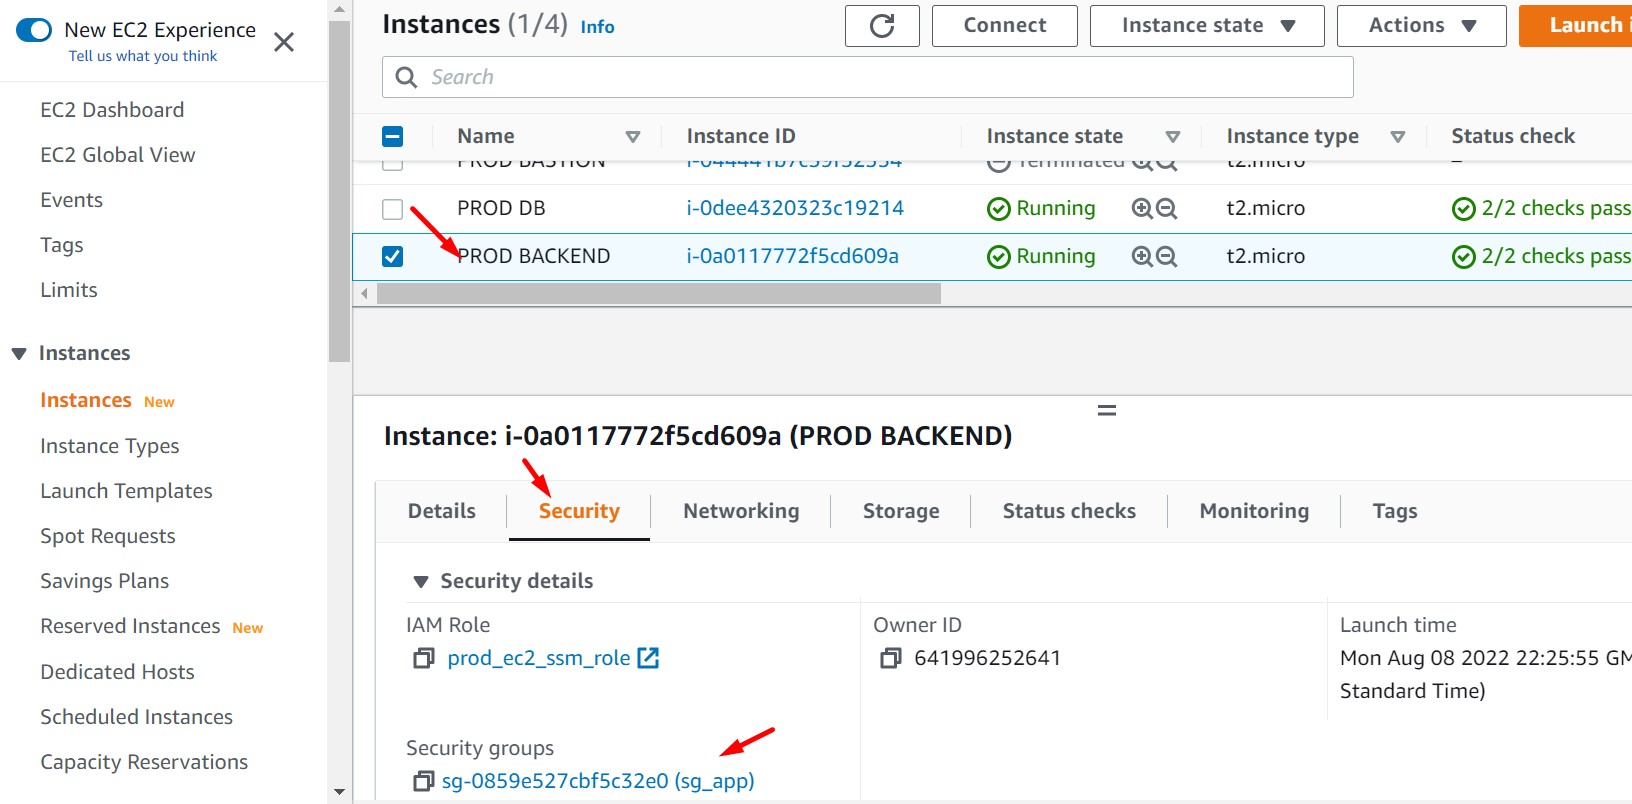 New EC2 Experience
Tell us what you think
EC2 Dashboard
EC2 Global View
Events
Tags
Limits
Instances
Instances New
Instance Types
Launch Templates
Spot Requests
Savings Plans
Reserved Instances New
Dedicated Hosts
Scheduled Instances
Capacity Reservations
Instances (1/4) Info
Connect
Instance state
Actions
Launch i
Search
Name Instance ID Instance state Instance type Status check
PROD BASTION Terminated t2.micro –
PROD DB i-0dee4320323c19214 Running t2.micro 2/2 checks pass
PROD BACKEND i-0a0117772f5cd609a Running t2.micro 2/2 checks pass
Instance: i-0a0117772f5cd609a (PROD BACKEND)
Details Security Networking Storage Status checks Monitoring Tags
Security details
IAM Role
prod_ec2_ssm_role
Owner ID
641996252641
Launch time
Mon Aug 08 2022 22:25:55 GM
Standard Time)
Security groups
sg-0859e527cbf5c32e0 (sg_app)